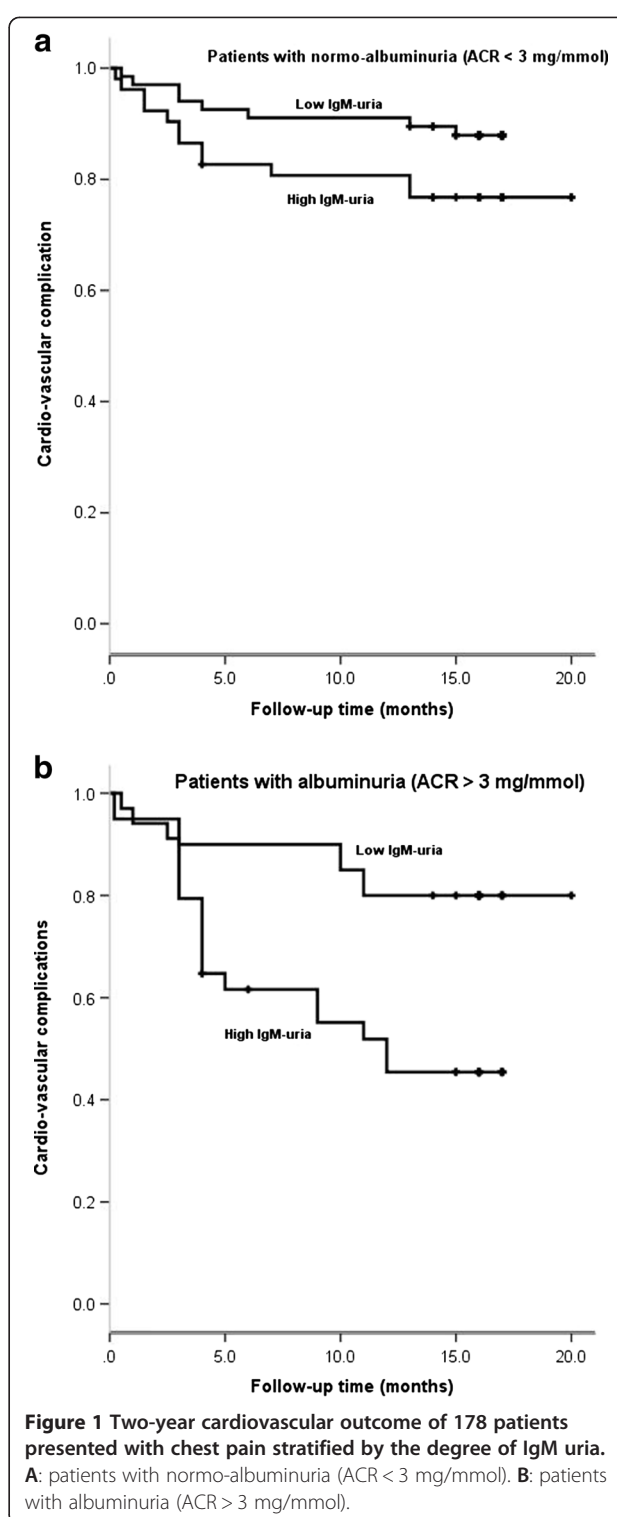 a
Patients with normo-albuminuria (ACR < 3 mg/mmol)
1.0
Low IgM-uria
0.8
High IgM-uria
0.6
Cardio-vascular complication
0.4
0.2
0.0
.0 5.0 10.0 15.0 20.0
Follow-up time (months)
b
Patients with albuminuria (ACR > 3 mg/mmol)
1.0
Low IgM-uria
0.8
0.6
High IgM-uria
Cardio-vascular complications
0.4
0.2
0.0
.0 5.0 10.0 15.0 20.0
Follow-up time (months)
Figure 1 Two-year cardiovascular outcome of 178 patients
presented with chest pain stratified by the degree of IgM uria.
A: patients with normo-albuminuria (ACR < 3 mg/mmol). B: patients
with albuminuria (ACR > 3 mg/mmol).